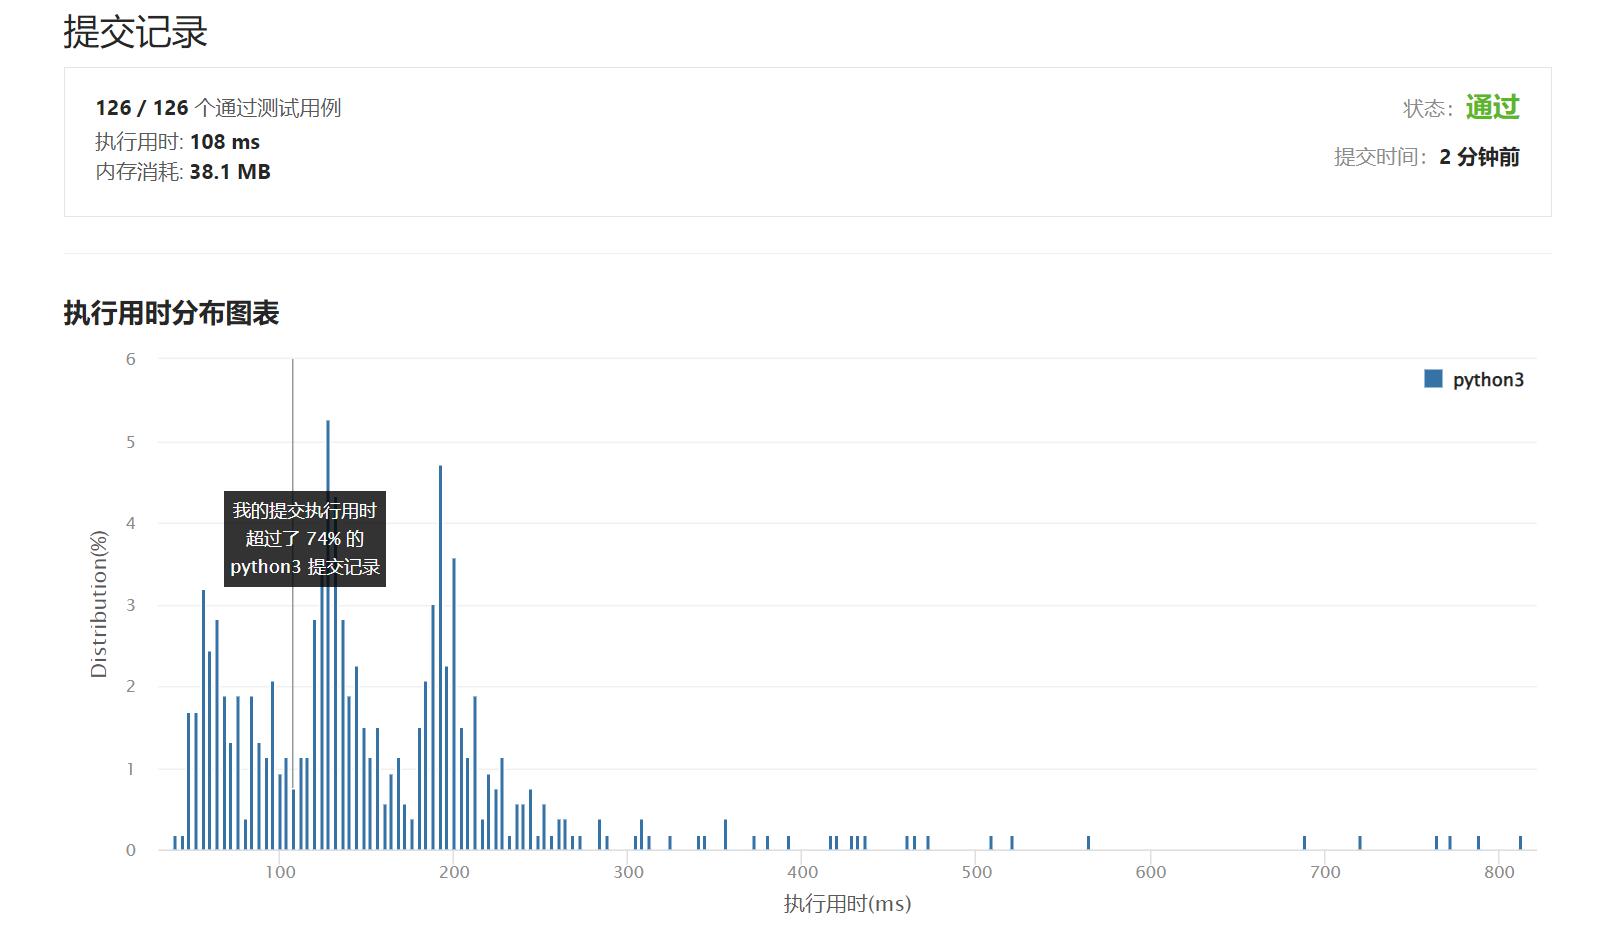 提交记录
126 / 126 个通过测试用例
状态：通过
执行用时: 108 ms
提交时间：2 分钟前
内存消耗: 38.1 MB
执行用时分布图表
6
python3
5
我的提交执行用时
超过了 74% 的
python3 提交记录
4
3
2
1
0
Distribution(%)
100 200 300 400 500 600 700 800
执行用时(ms)